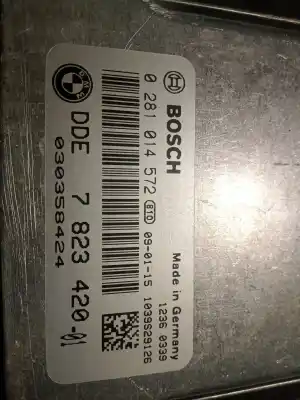 BOSCH
Made in Germany
0 281 014 572 81D
1236 0339
09-01-15 1039S29126
DDE 7 823 420-01
030358424